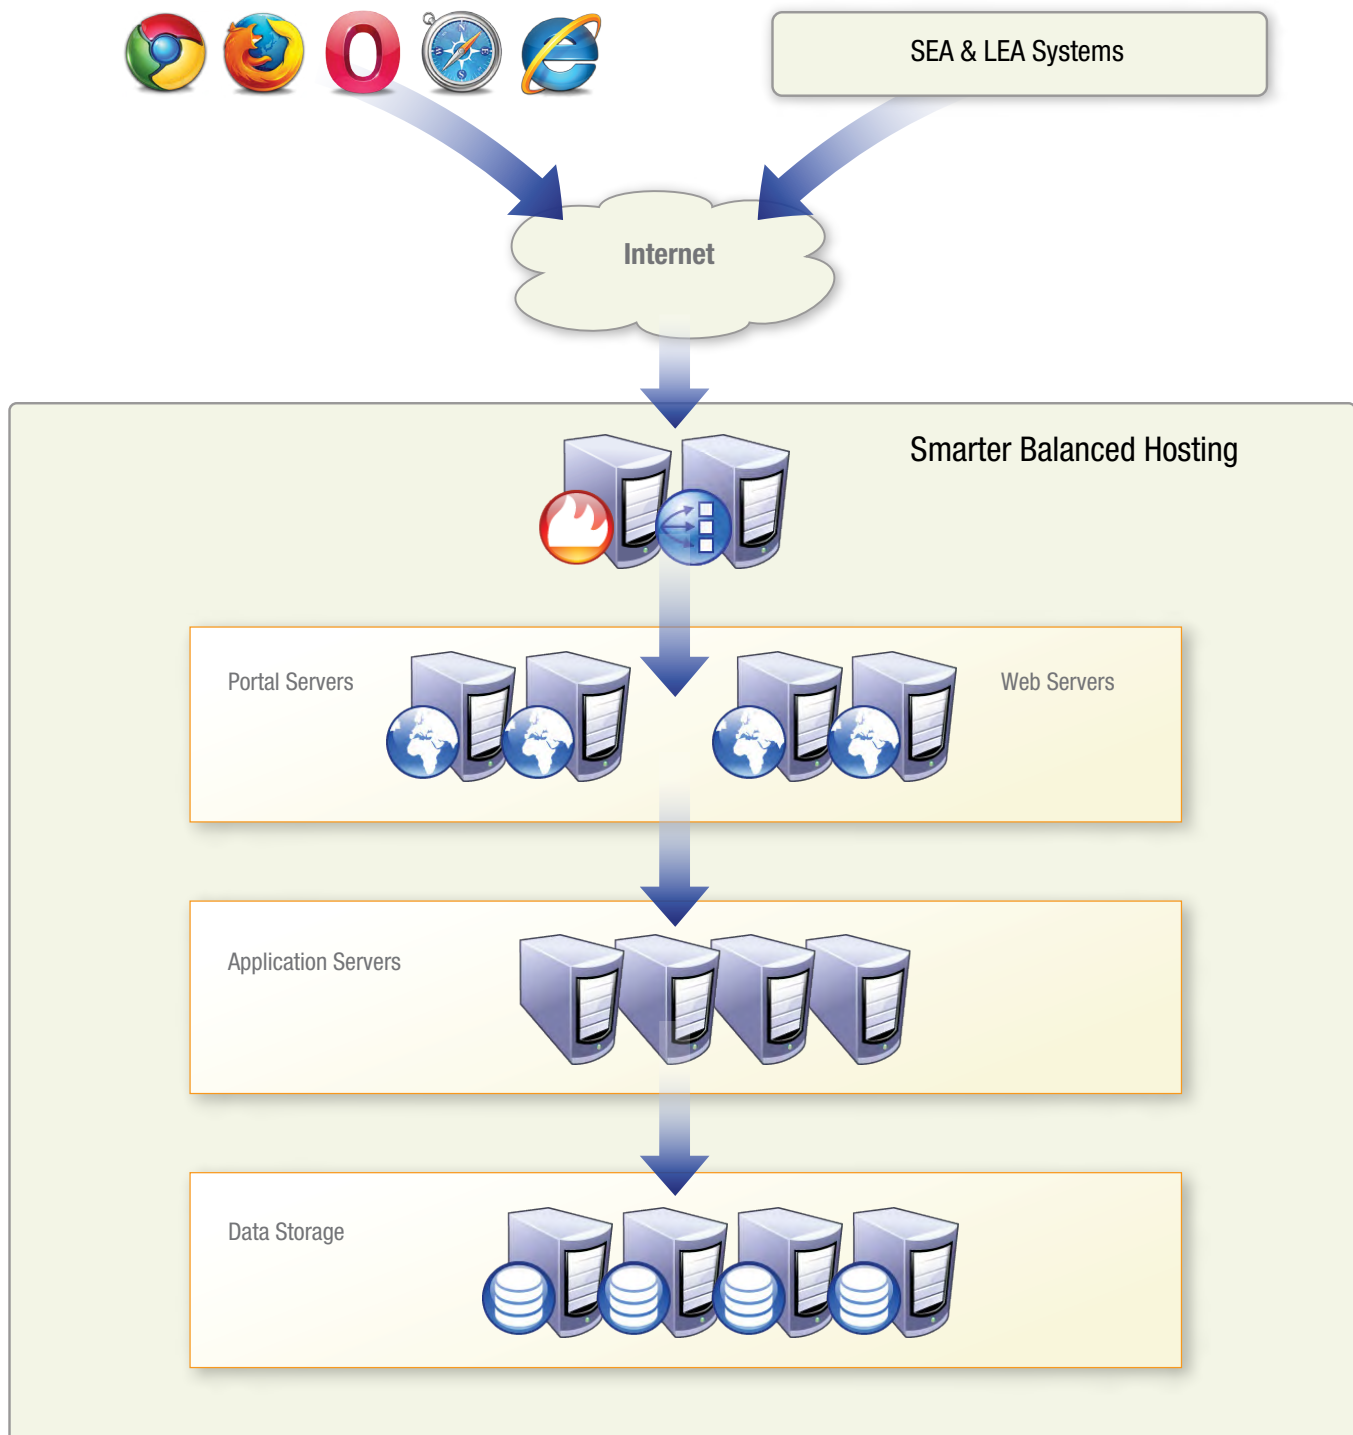 SEA & LEA Systems
Internet
Smarter Balanced Hosting
Portal Servers
Web Servers
Application Servers
Data Storage